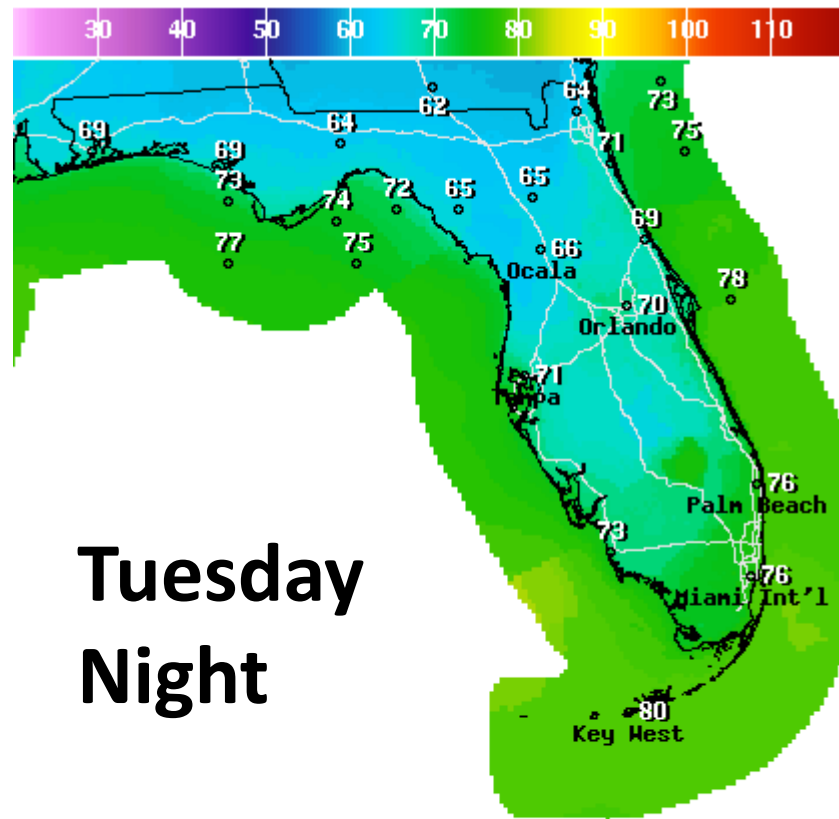 30 40 50 60 70 80 90 100 110
62
64
73
69
64
71
75
69
65
65
73
72
74
69
77
75
66
Ocala
78
70
Orlando
71
Tampa
76
Palm Beach
73
76
Miami Int'l
Tuesday
Night
80
Key West